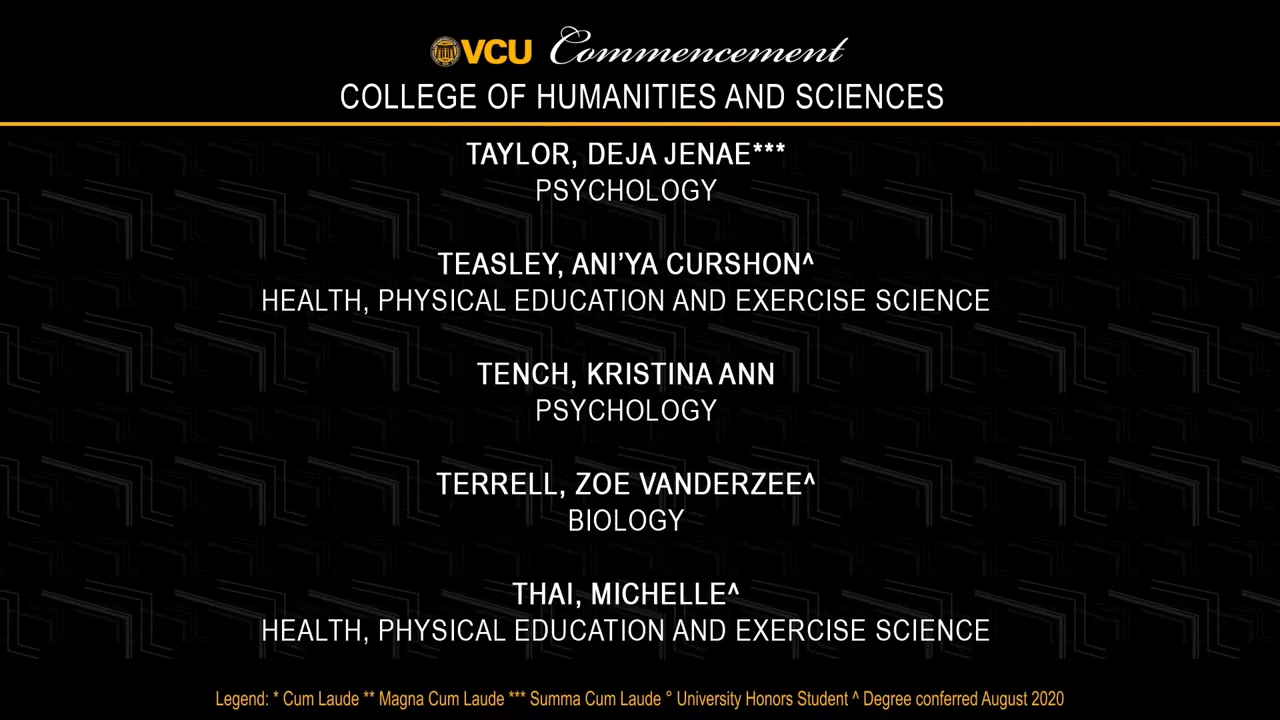 VCU Commencement
COLLEGE OF HUMANITIES AND SCIENCES
TAYLOR, DEJA JENAE***
PSYCHOLOGY
TEASLEY, ANI’YA CURSHON^
HEALTH, PHYSICAL EDUCATION AND EXERCISE SCIENCE
TENCH, KRISTINA ANN
PSYCHOLOGY
TERRELL, ZOE VANDERZEE^
BIOLOGY
THAI, MICHELLE^
HEALTH, PHYSICAL EDUCATION AND EXERCISE SCIENCE
Legend: * Cum Laude ** Magna Cum Laude *** Summa Cum Laude ° University Honors Student ^ Degree conferred August 2020